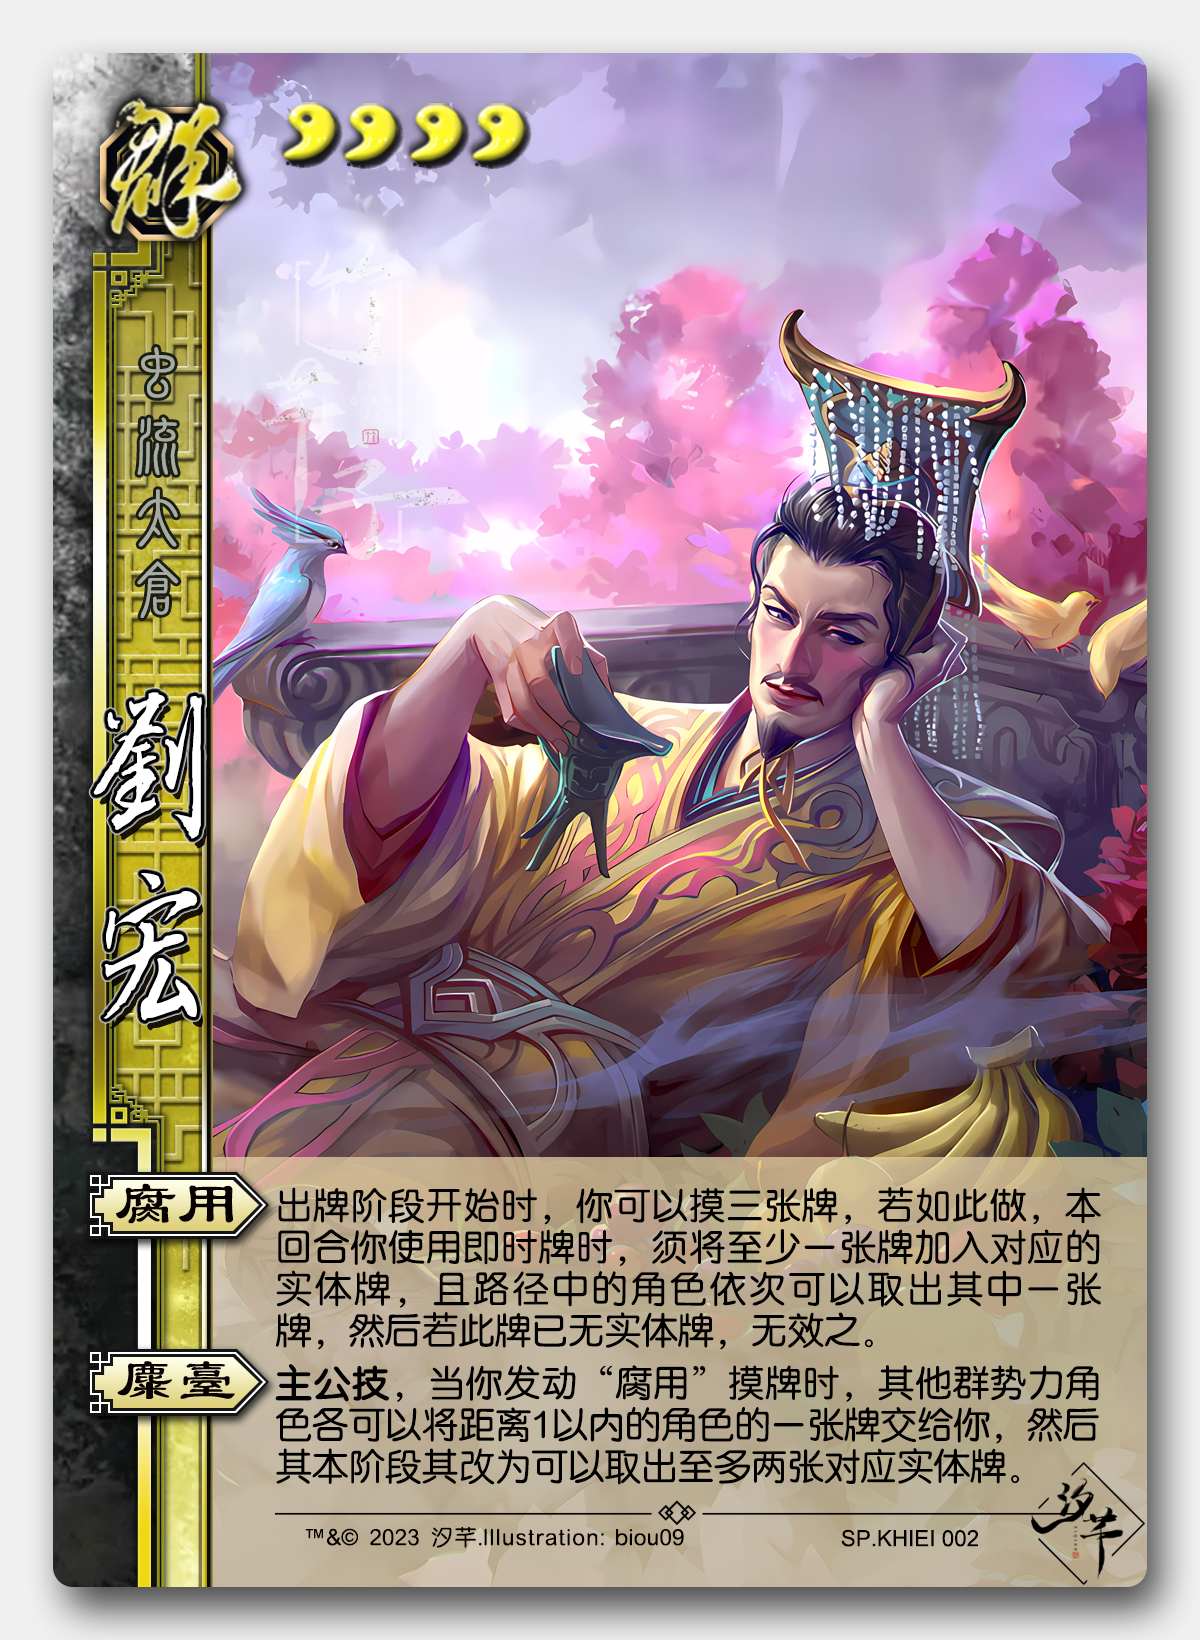 群
虫流大倉
劉宏
腐用
出牌阶段开始时，你可以摸三张牌，若如此做，本
回合你使用即时牌时，须将至少一张牌加入对应的
实体牌，且路径中的角色依次可以取出其中一张
牌，然后若此牌已无实体牌，无效之。
麋臺
主公技，当你发动“腐用”摸牌时，其他群势力角
色各可以将距离1以内的角色的一张牌交给你，然后
其本阶段其改为可以取出至多两张对应实体牌。
™&© 2023 汐芊.Illustration: biou09
SP.KHIEI 002
汐芊